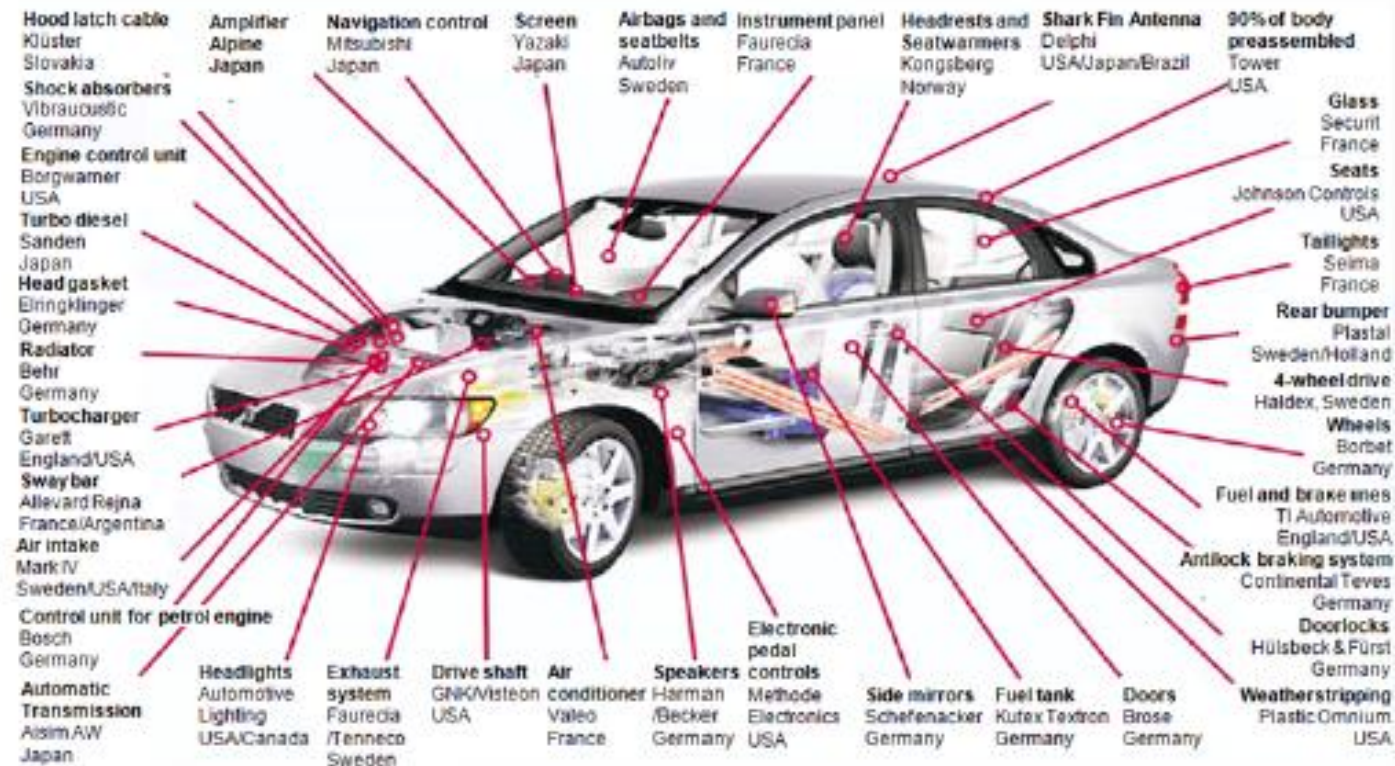 Hood latch cable
Klüster
Slovakia
Shock absorbers
Vibraucoustic
Germany
Engine control unit
Borgwarner
USA
Turbo diesel
Sanden
Japan
Head gasket
Elringklinger
Germany
Radiator
Behr
Germany
Turbocharger
Garett
England/USA
Sway bar
Allevard Rejna
France/Argentina
Air intake
Mark IV
Sweden/USA/Italy
Control unit for petrol engine
Bosch
Germany
Automatic
Transmission
Aisim AW
Japan
Amplifier
Alpine
Japan
Navigation control
Mitsubishi
Japan
Screen
Yazaki
Japan
Airbags and
seatbelts
Autoliv
Sweden
Instrument panel
Faurecia
France
Headrests and
Seatwarmers
Kongsberg
Norway
Shark Fin Antenna
Delphi
USA/Japan/Brazil
90% of body
preassembled
Tower
USA
Glass
Securit
France
Seats
Johnson Controls
USA
Taillights
Seima
France
Rear bumper
Plastal
Sweden/Holland
4-wheel drive
Haldex, Sweden
Wheels
Borbet
Germany
Fuel and brake lines
TI Automotive
England/USA
Antilock braking system
Continental Teves
Germany
Doorlocks
Hülsbeck & Fürst
Germany
Weatherstripping
Plastic Omnium
USA
Headlights
Automotive
Lighting
USA/Canada
Exhaust
system
Faurecia
/Tenneco
Sweden
Drive shaft
GNK/Visteon
USA
Air
conditioner
Valeo
France
Speakers
Harman
/Becker
Germany
Electronic
pedal
controls
Methode
Electronics
USA
Side mirrors
Schefenacker
Germany
Fuel tank
Kutex Textron
Germany
Doors
Brose
Germany